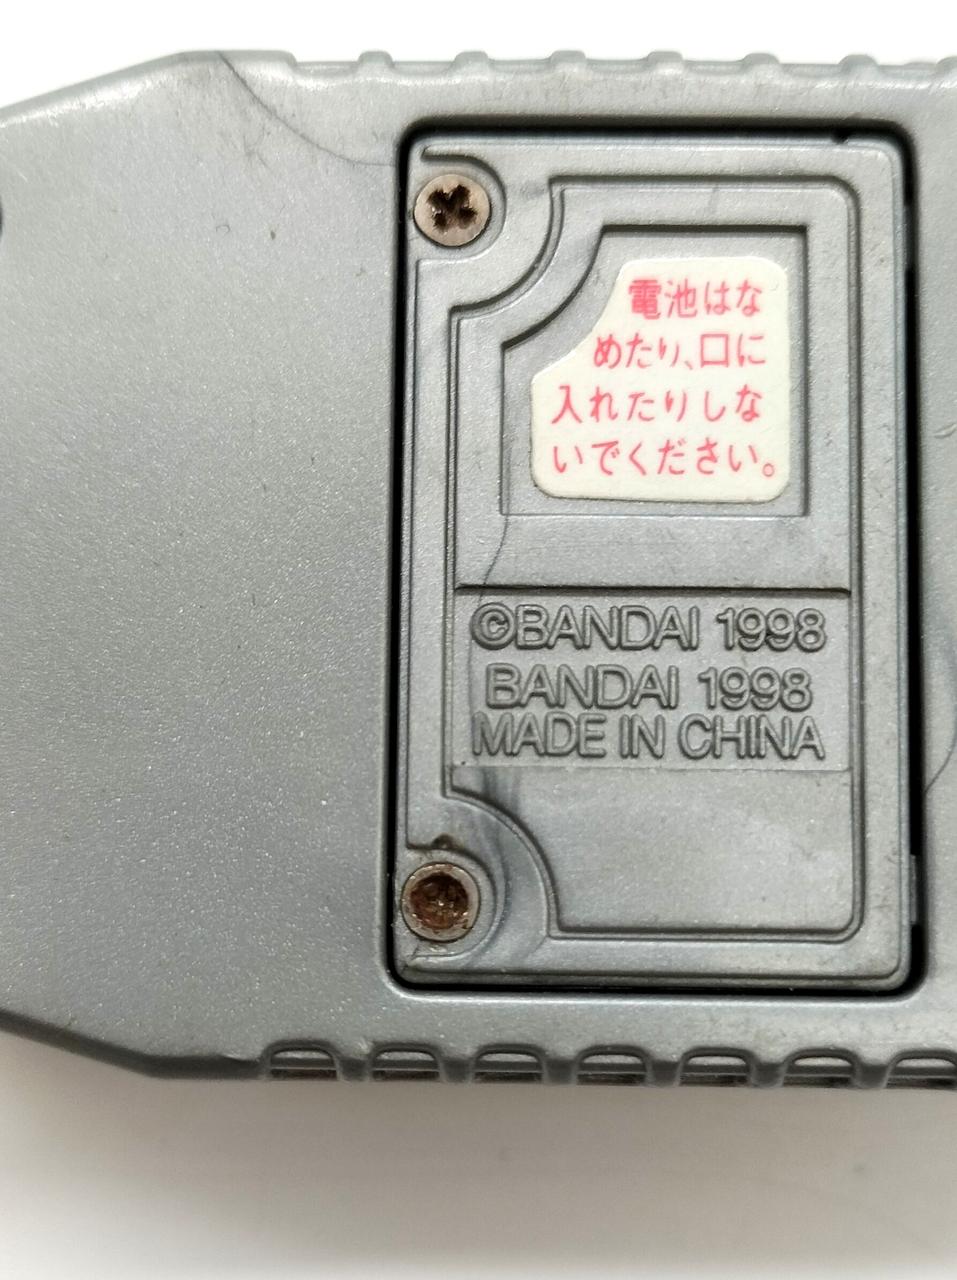 電池はな
めたり、口に
入れたりしな
いでください。
©BANDAI 1998
BANDAI 1998
MADE IN CHINA